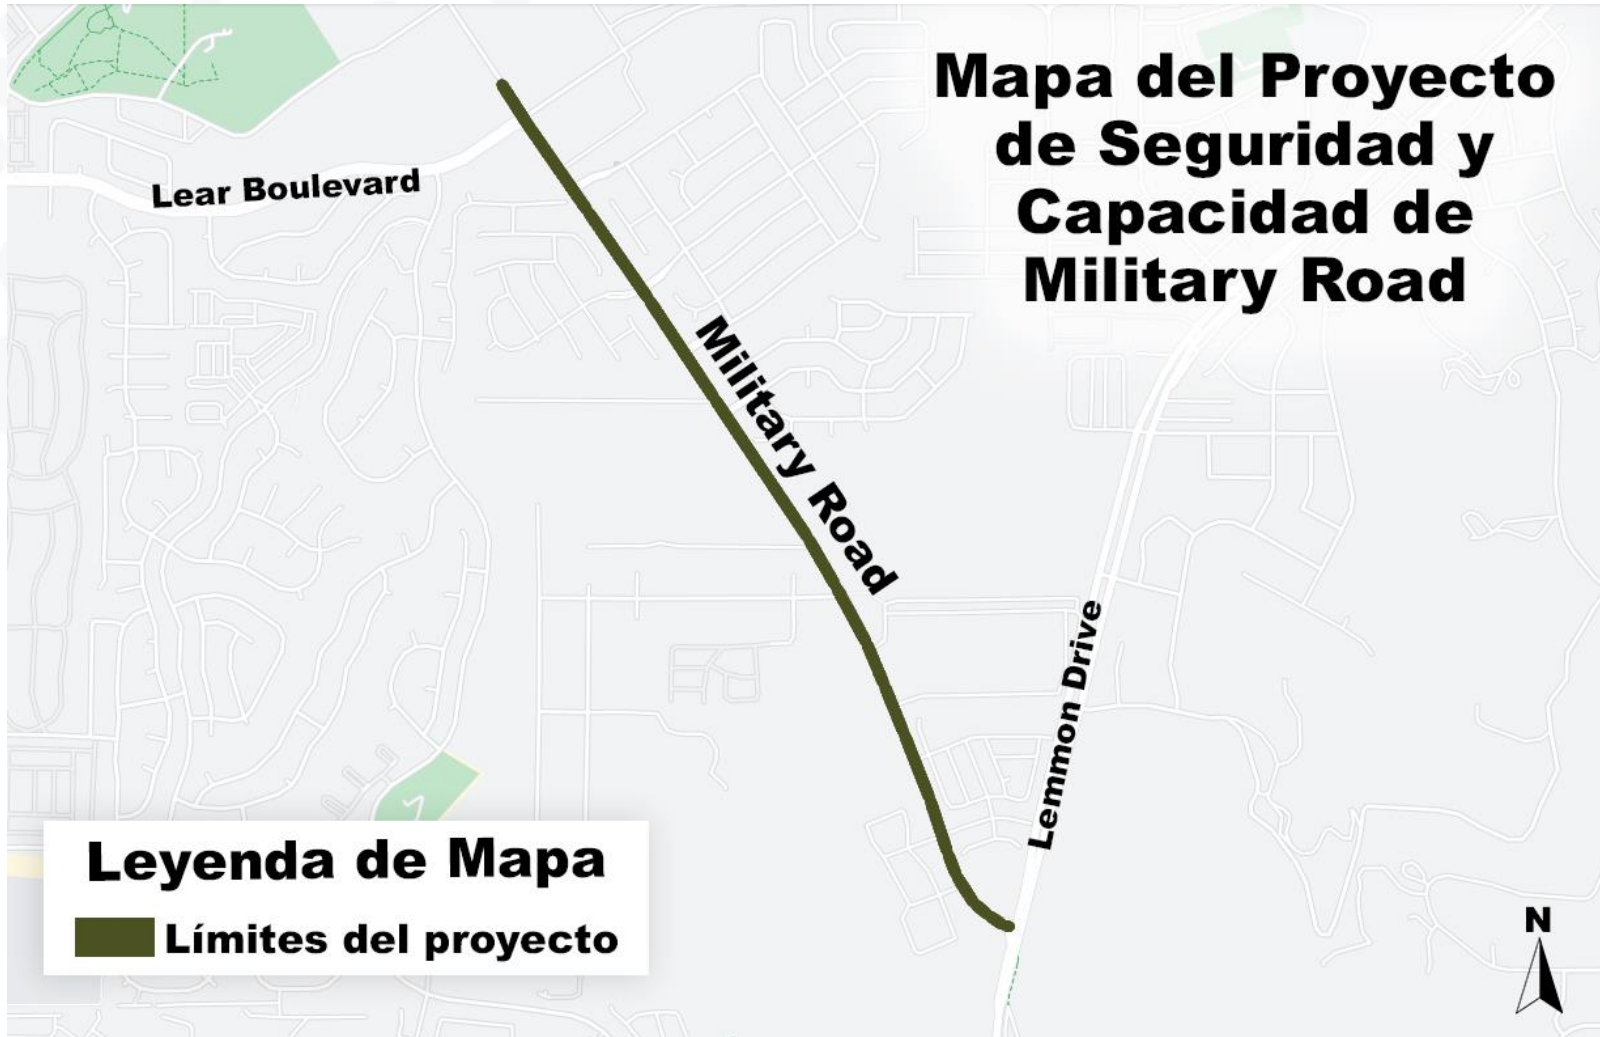 Mapa del Proyecto
de Seguridad y
Capacidad de
Military Road
Lear Boulevard
Military Road
Lemmon Drive
Leyenda de Mapa
Límites del proyecto
N